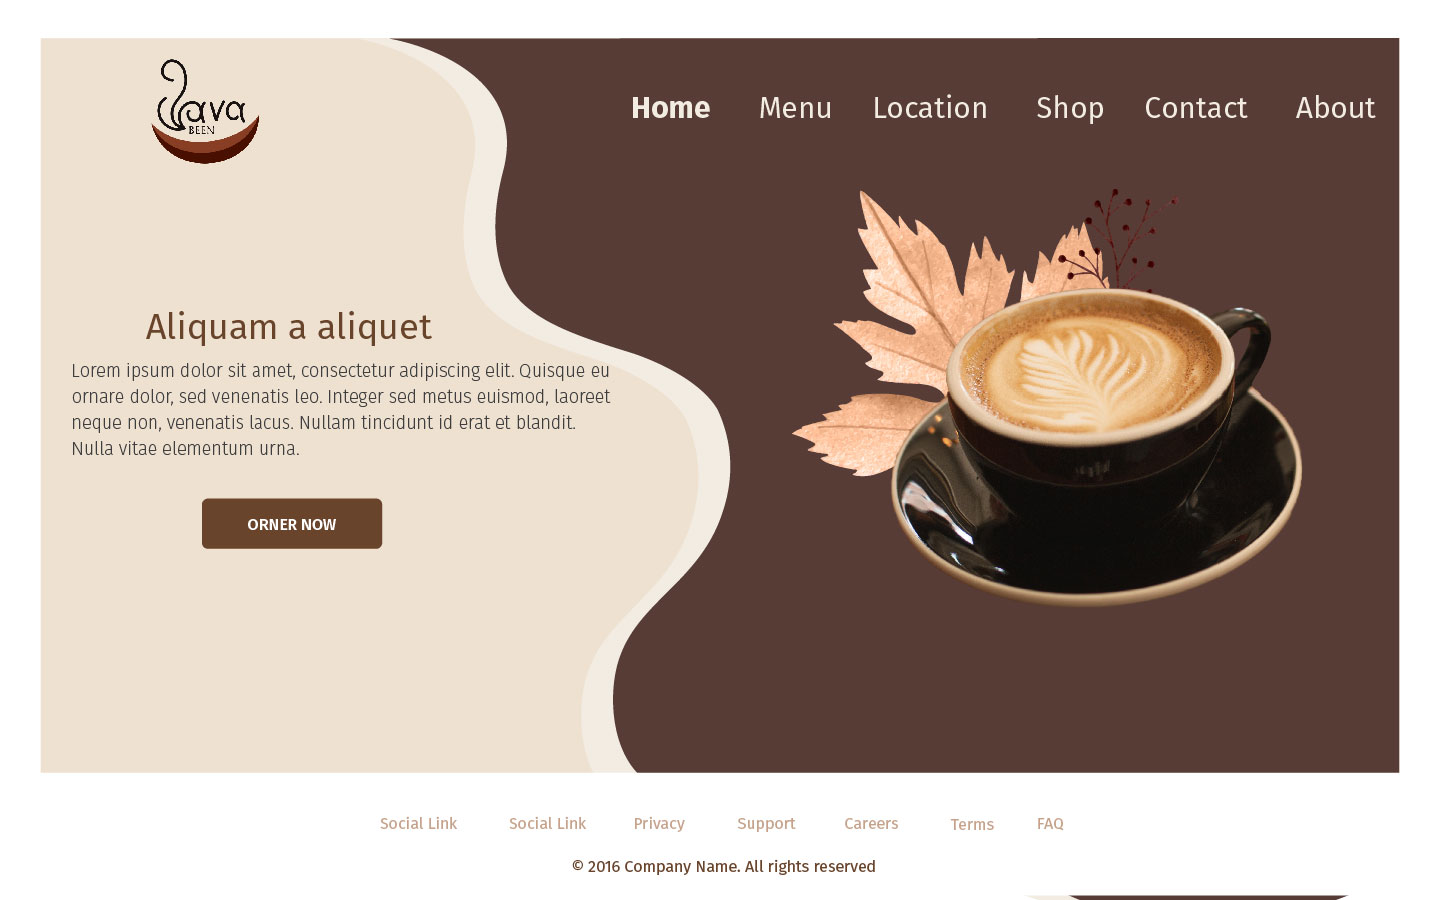 Java
BEEN
Home Menu Location Shop Contact About
Aliquam a aliquet
Lorem ipsum dolor sit amet, consectetur adipiscing elit. Quisque eu
ornare dolor, sed venenatis leo. Integer sed metus euismod, laoreet
neque non, venenatis lacus. Nullam tincidunt id erat et blandit.
Nulla vitae elementum urna.
ORNER NOW
Social Link Social Link Privacy Support Careers Terms FAQ
© 2016 Company Name. All rights reserved